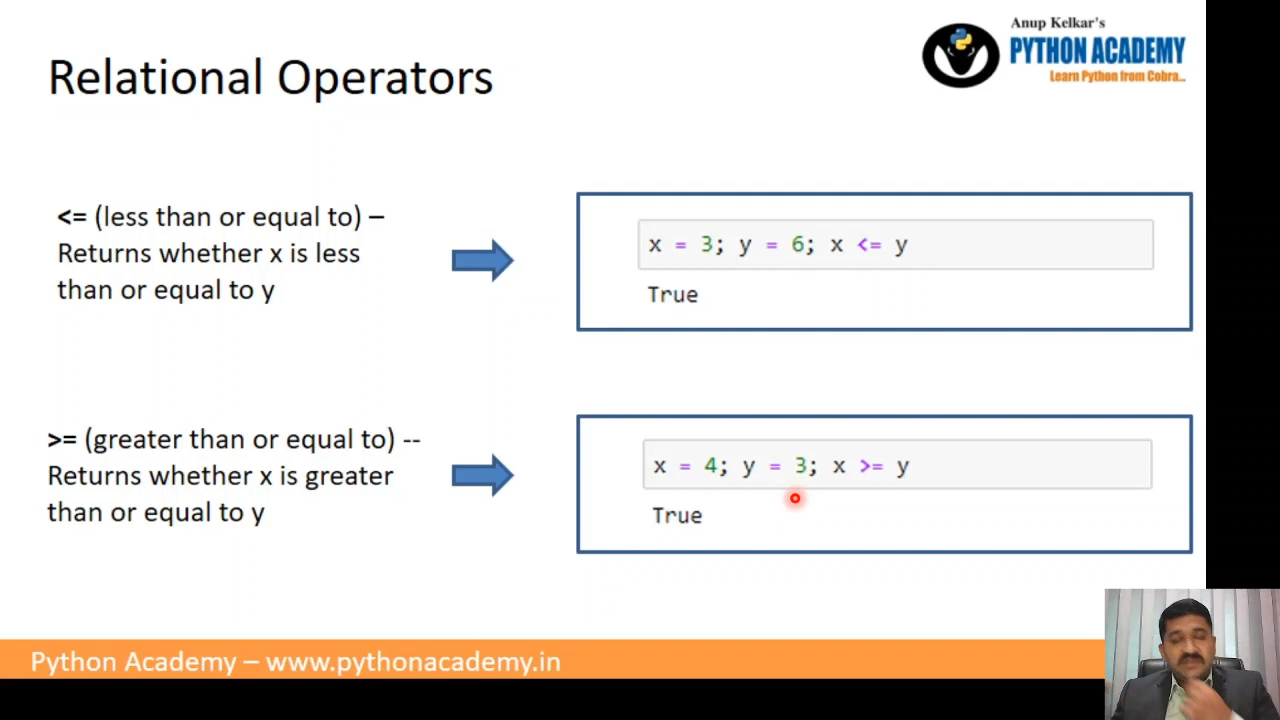 Anup Kelkar's
PYTHON ACADEMY
Learn Python from Cobra...
Relational Operators
<= (less than or equal to) –
Returns whether x is less
than or equal to y
x = 3; y = 6; x <= y
True
>= (greater than or equal to) --
Returns whether x is greater
than or equal to y
x = 4; y = 3; x >= y
True
Python Academy – www.pythonacademy.in